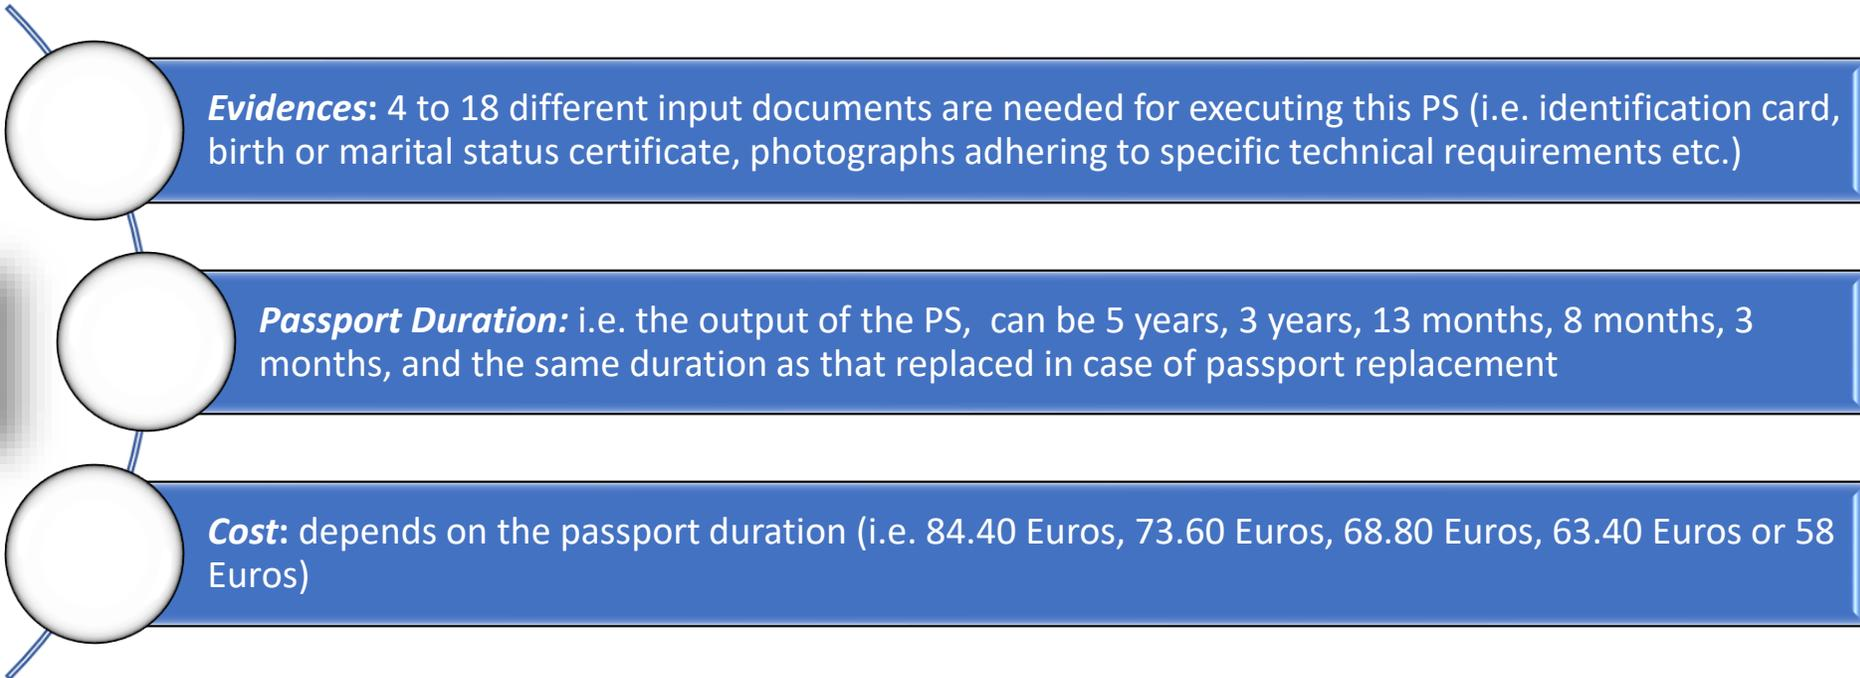 Evidences: 4 to 18 different input documents are needed for executing this PS (i.e. identification card,
birth or marital status certificate, photographs adhering to specific technical requirements etc.)
Passport Duration: i.e. the output of the PS,  can be 5 years, 3 years, 13 months, 8 months, 3
months, and the same duration as that replaced in case of passport replacement
Cost: depends on the passport duration (i.e. 84.40 Euros, 73.60 Euros, 68.80 Euros, 63.40 Euros or 58
Euros)